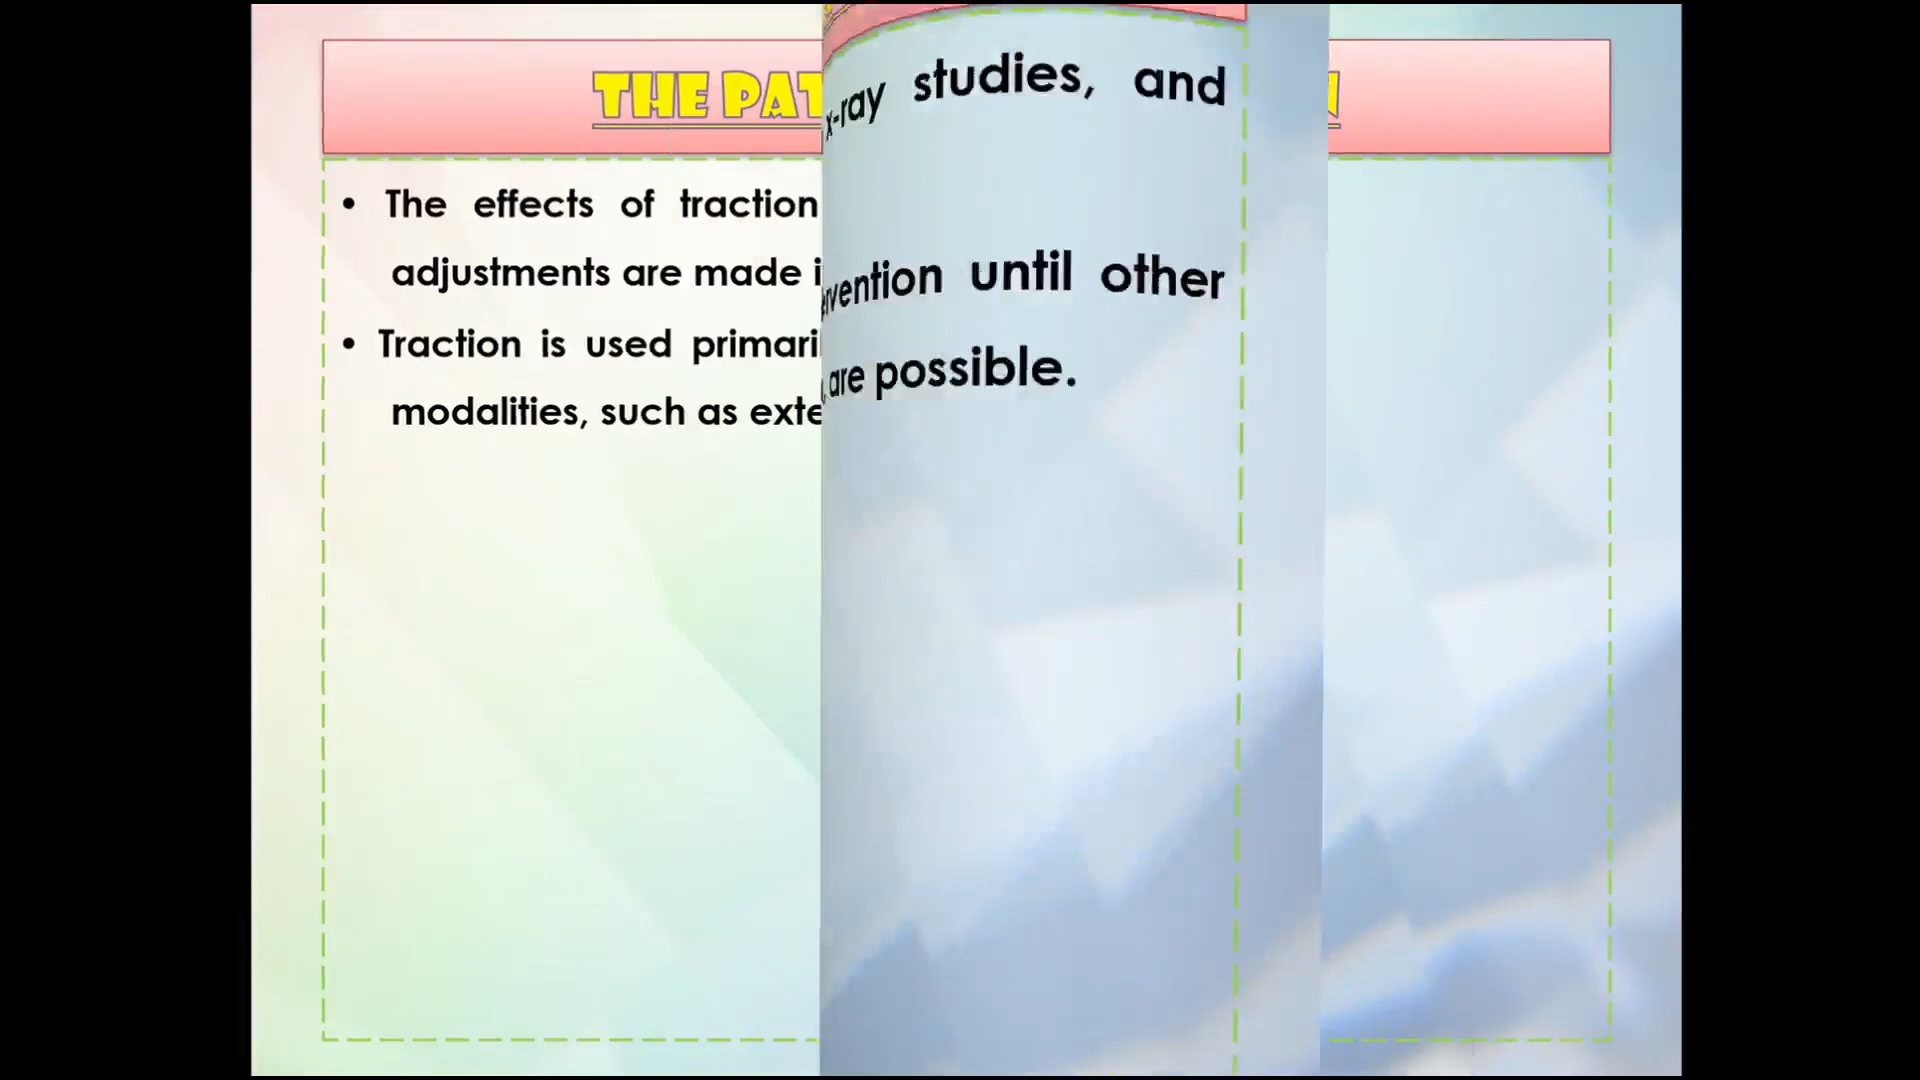 THE PAT
The effects of traction x-ray studies, and
adjustments are made
Traction is used primari ervention until other
modalities, such as exte are possible.